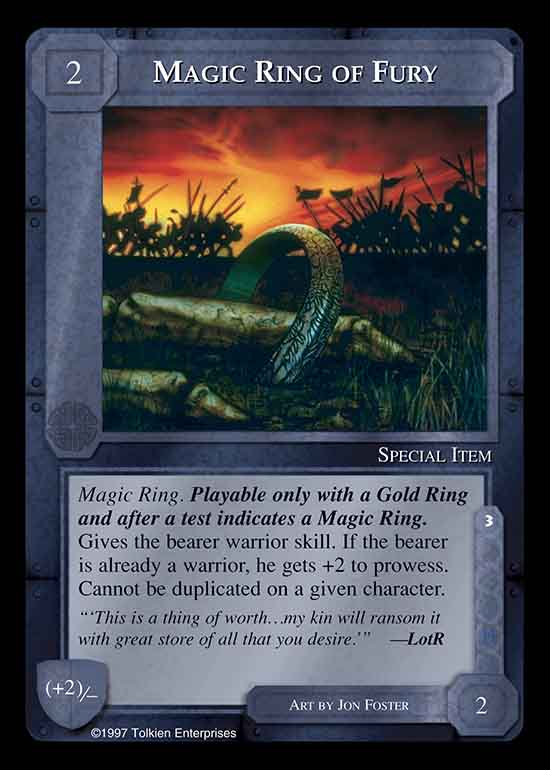 2
Magic Ring of Fury
Special Item
Magic Ring. Playable only with a Gold Ring
and after a test indicates a Magic Ring.
Gives the bearer warrior skill. If the bearer
is already a warrior, he gets +2 to prowess.
Cannot be duplicated on a given character.
“‘This is a thing of worth…my kin will ransom it
with great store of all that you desire.’” —LotR
3
(+2)/–
Art by Jon Foster
2
©1997 Tolkien Enterprises